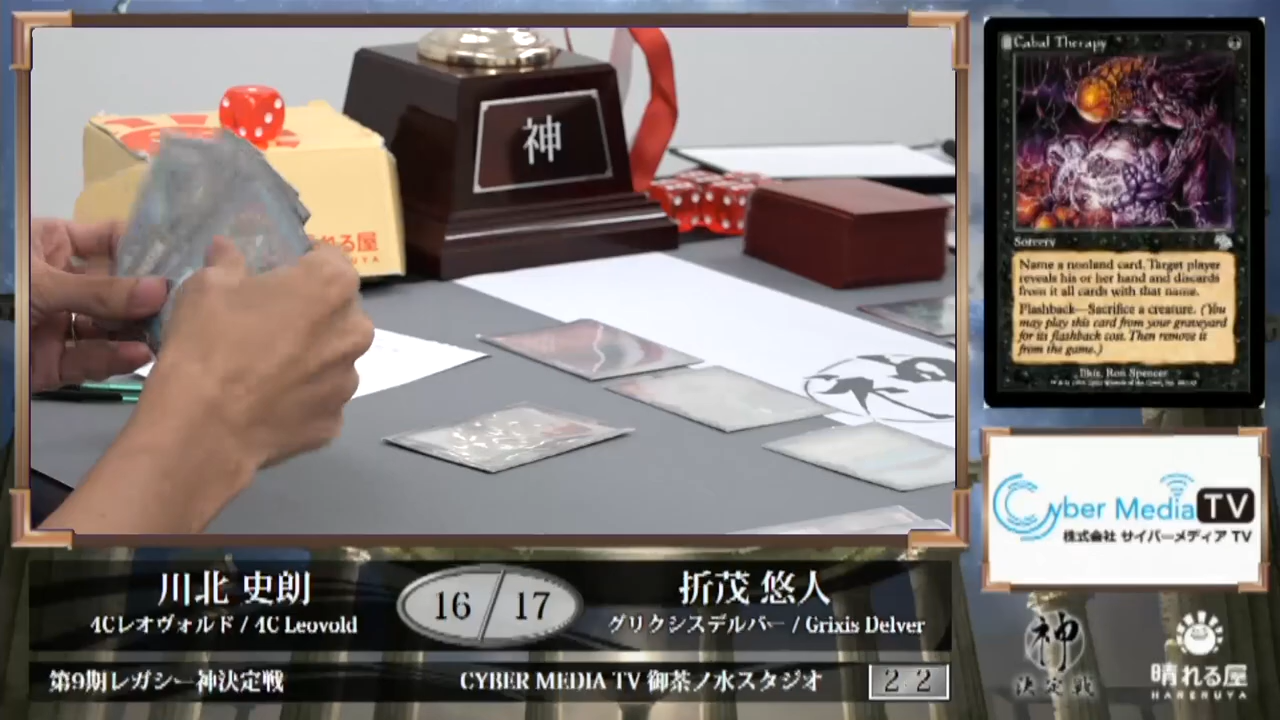 神
れる屋
Cabal Therapy
Sorcery
Name a nonland card. Target player
reveals his or her hand and discards
from it all cards with that name.
Flashback—Sacrifice a creature. (You
may play this card from your graveyard
for its flashback cost. Then remove it
from the game.)
Illus. Ron Spencer
Cyber Media TV
株式会社 サイバーメディア TV
川北 史朗
4Cレオヴォルド / 4C Leovold
16 / 17
折茂 悠人
グリクシスデルバー / Grixis Delver
第9期レガシー神決定戦
CYBER MEDIA TV 御茶ノ水スタジオ
2-2
神
決定戦
晴れる屋
HARERUYA